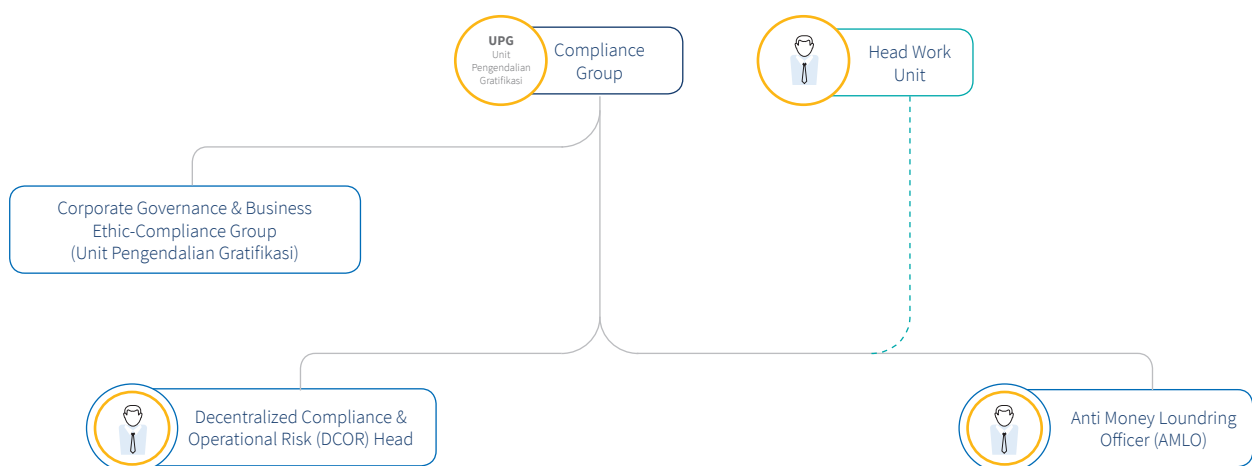 UPG
Unit
Pengendalian
Gratifikasi
Compliance
Group
Head Work
Unit
Corporate Governance & Business
Ethic-Compliance Group
(Unit Pengendalian Gratifikasi)
Decentralized Compliance &
Operational Risk (DCOR) Head
Anti Money Loundring
Officer (AMLO)